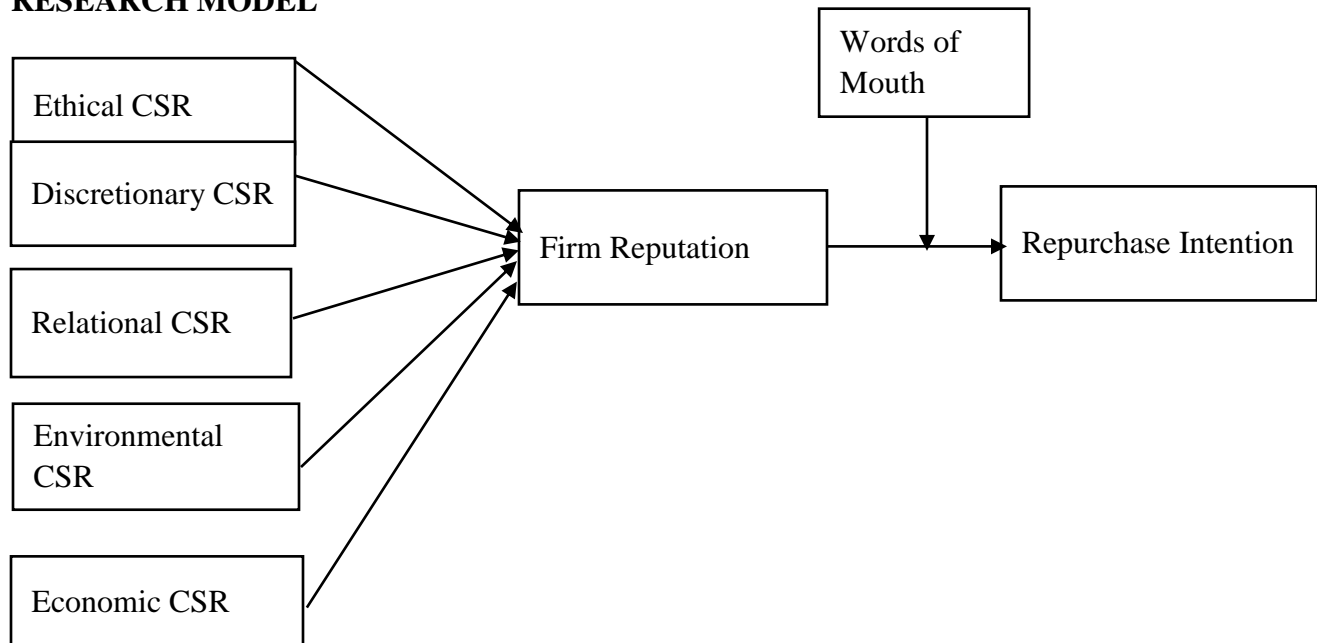 RESEARCH MODEL
Words of
Mouth
Ethical CSR
Discretionary CSR
Firm Reputation
Repurchase Intention
Relational CSR
Environmental
CSR
Economic CSR